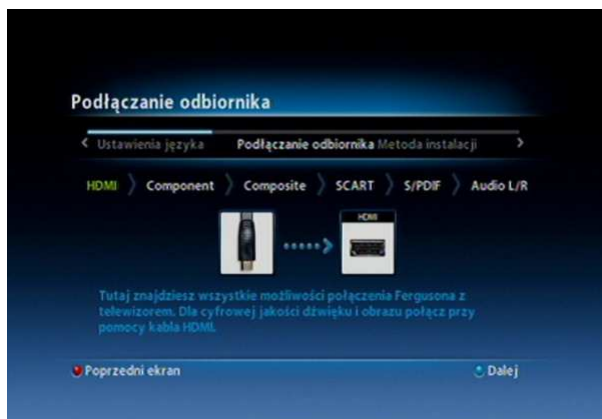 Podłączanie odbiornika
Ustawienia języka Podłączanie odbiornika Metoda instalacji
HDMI Component Composite SCART S/PDIF Audio L/R
HDMI
Tutaj znajdziesz wszystkie możliwości połączenia Fergusona z
telewizorem. Dla cyfrowej jakości dźwięku i obrazu połącz przy
pomocy kabla HDMI.
Poprzedni ekran Dalej